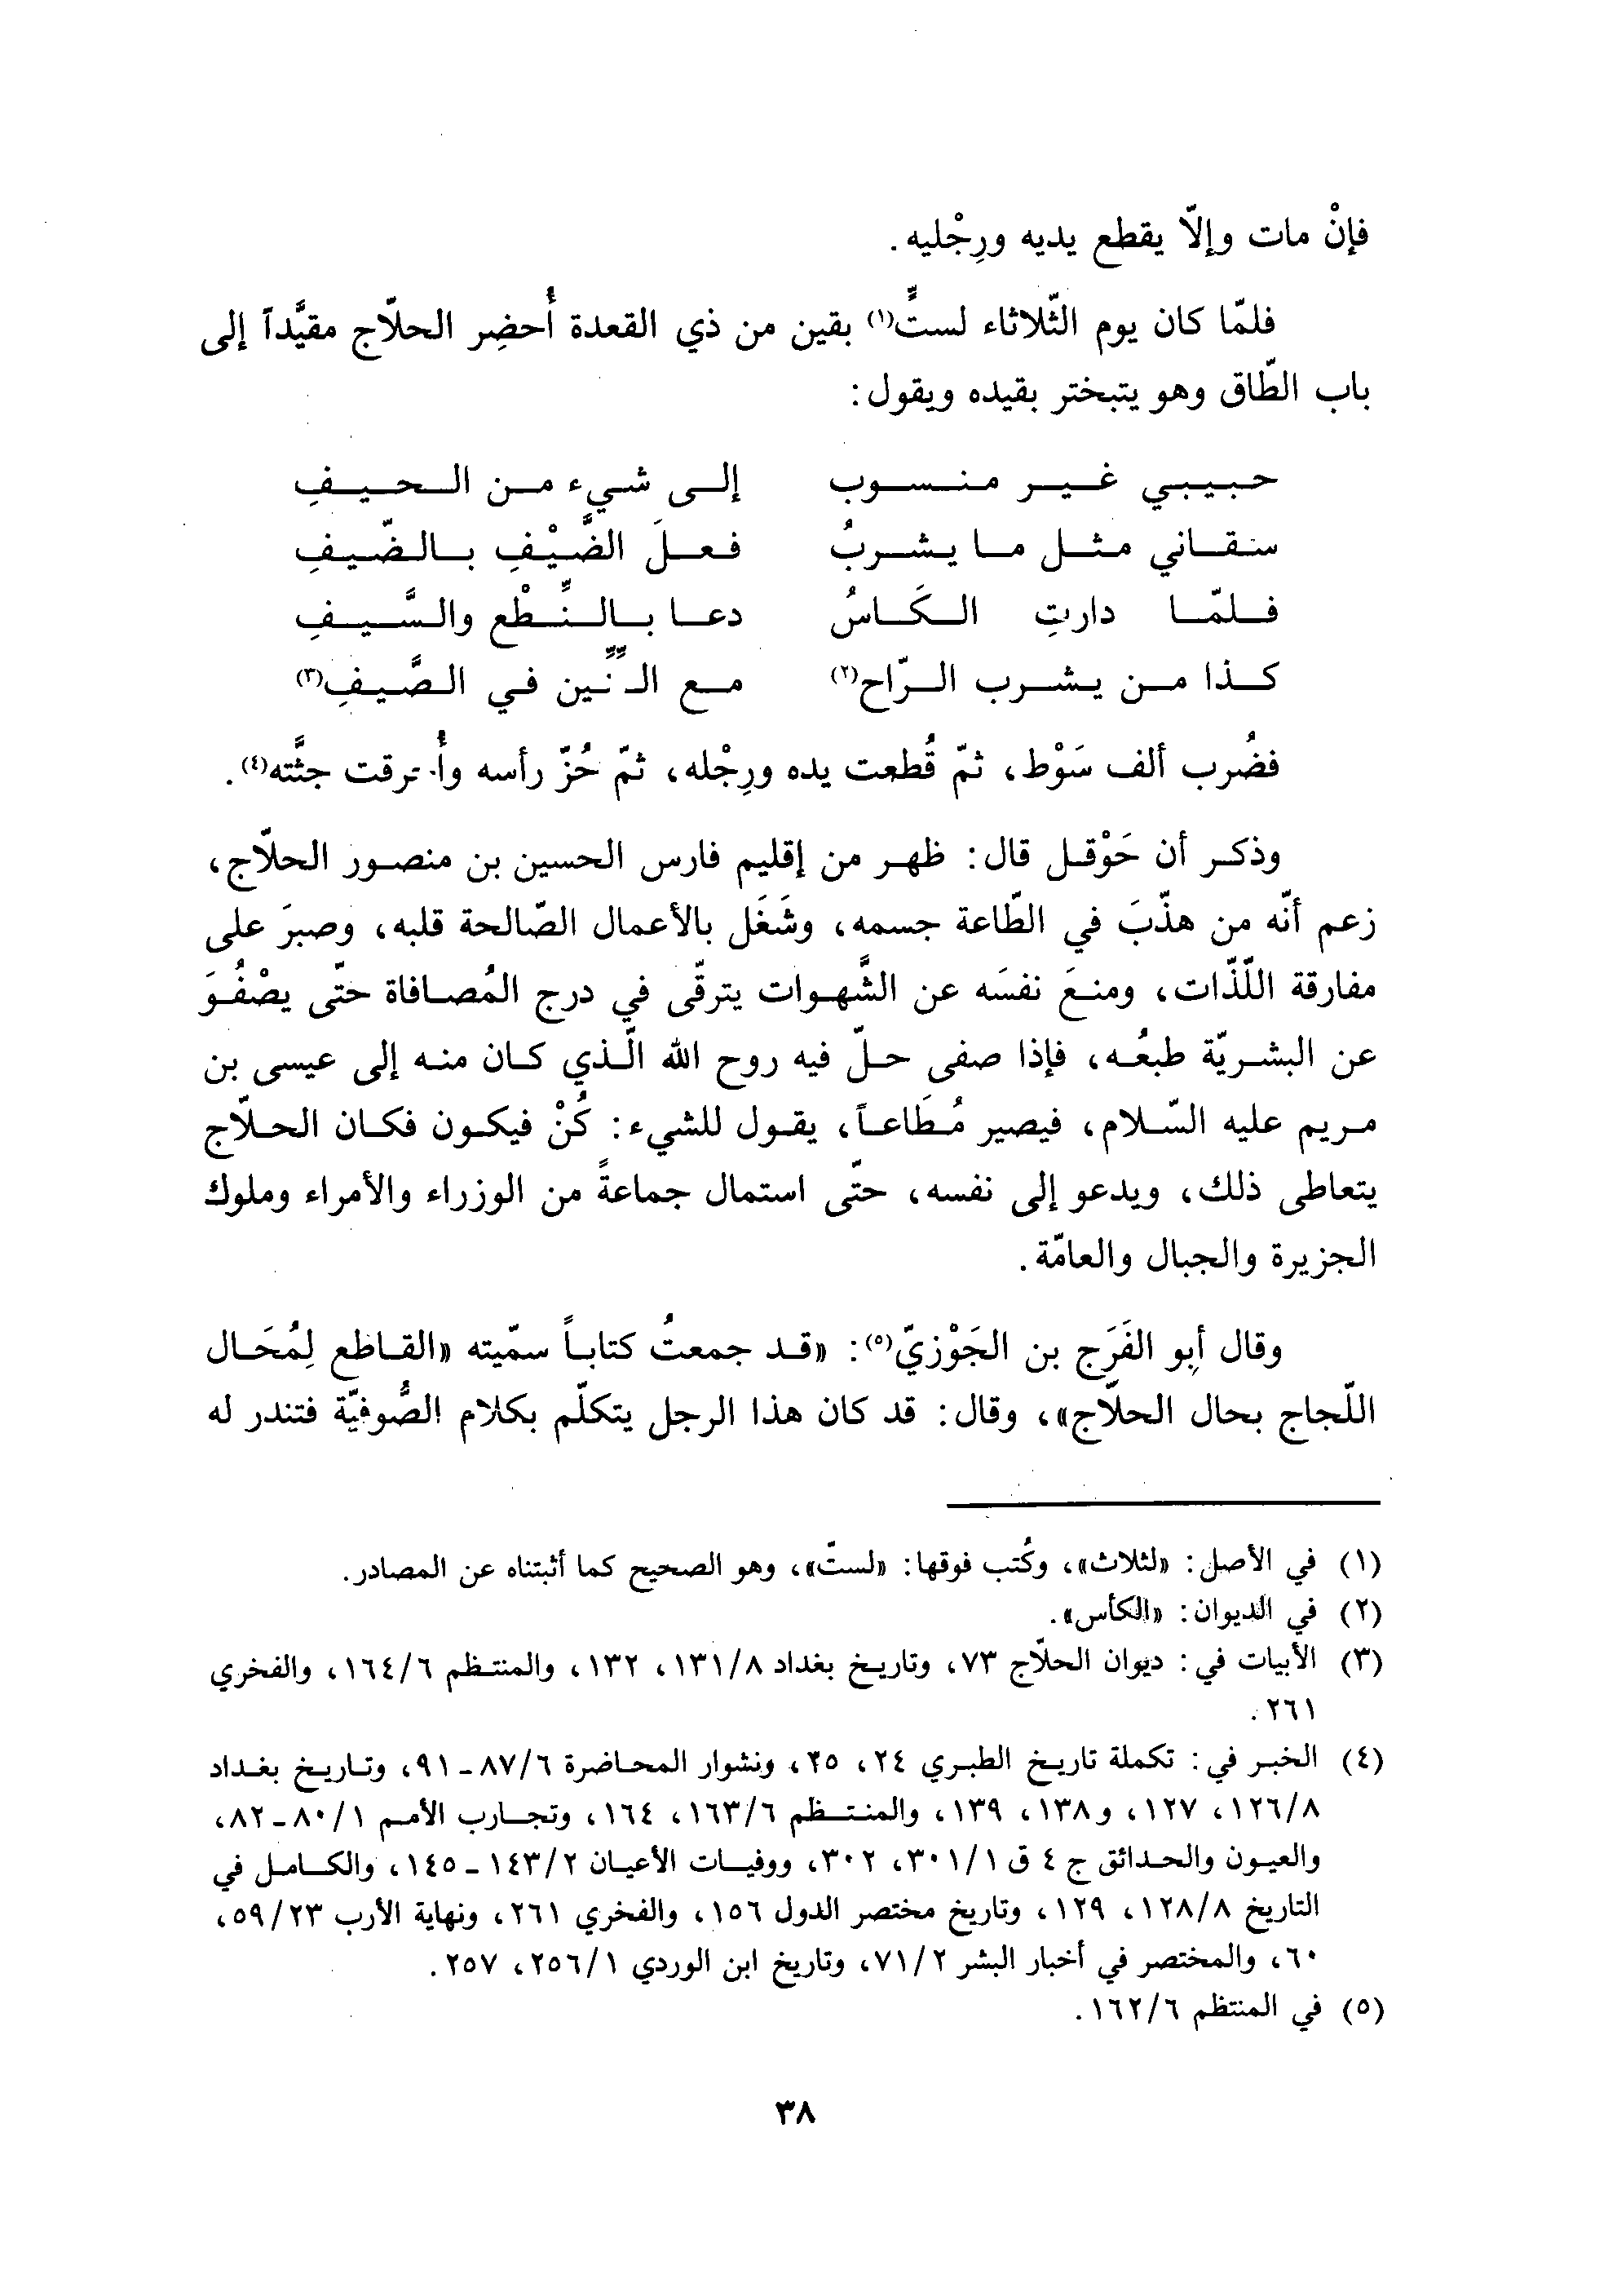 فإنْ مات وإلّا يقطع يديه ورِجْليه.
فلمّا كان يوم الثّلاثاء لستٍّ(١) بقين من ذي القعدة أُحضِر الحلّاج مقيَّداً إلى
باب الطّاق وهو يتبختر بقيده ويقول:
حبيبي غير منسوب إلى شيء من الحيفِ
سقاني مثل ما يشربُ فعلَ الضَّيْفِ بالضّيفِ
فلمّا دارتِ الكَاسُ دعا بالنِّطْع والسَّيفِ
كذا من يشرب الرّاح(٢) مع التِّنِّين في الصَّيفِ(٣)
فضُرب ألف سَوْط، ثمّ قُطعت يده ورِجْله، ثمّ حُزّ رأسه وأُحرقت جثَّته(٤).
وذكر أن حَوْقل قال: ظهر من إقليم فارس الحسين بن منصور الحلّاج،
زعم أنّه من هذّبَ في الطّاعة جسمه، وشَغَل بالأعمال الصّالحة قلبه، وصبرَ على
مفارقة اللّذّات، ومنعَ نفسَه عن الشَّهوات يترقّى في درج المُصافاة حتّى يصْفُوَ
عن البشريّة طبعُه، فإذا صفى حلّ فيه روح الله الّذي كان منه إلى عيسى بن
مريم عليه السّلام، فيصير مُطَاعاً، يقول للشيء: كُنْ فيكون فكان الحلّاج
يتعاطى ذلك، ويدعو إلى نفسه، حتّى استمال جماعةً من الوزراء والأمراء وملوك
الجزيرة والجبال والعامّة.
وقال أبو الفَرَج بن الجَوْزيّ(٥): «قد جمعتُ كتاباً سمّيته «القاطع لِمُحَال
اللّجاج بحال الحلّاج»، وقال: قد كان هذا الرجل يتكلّم بكلام الصُّوفيّة فتندر له
(١) في الأصل: «لثلاث»، وكُتب فوقها: «لستّ»، وهو الصحيح كما أثبتناه عن المصادر.
(٢) في الديوان: «الكأس».
(٣) الأبيات في: ديوان الحلّاج ٧٣، وتاريخ بغداد ١٣١/٨، ١٣٢، والمنتظم ١٦٤/٦، والفخري
٢٦١.
(٤) الخبر في: تكملة تاريخ الطبري ٢٤، ٢٥، ونشوار المحاضرة ٨٧/٦ ـ ٩١، وتاريخ بغداد
١٢٦/٨، ١٢٧، و١٣٨، ١٣٩، والمنتظم ١٦٣/٦، ١٦٤، وتجارب الأمم ٨٠/١ ـ ٨٢،
والعيون والحدائق ج ٤ ق ٣٠١/١، ٣٠٢، ووفيات الأعيان ١٤٣/٢ ـ ١٤٥، والكامل في
التاريخ ١٢٨/٨، ١٢٩، وتاريخ مختصر الدول ١٥٦، والفخري ٢٦١، ونهاية الأرب ٥٩/٢٣،
٦٠، والمختصر في أخبار البشر ٧١/٢، وتاريخ ابن الوردي ٢٥٦/١، ٢٥٧.
(٥) في المنتظم ١٦٢/٦.
٣٨